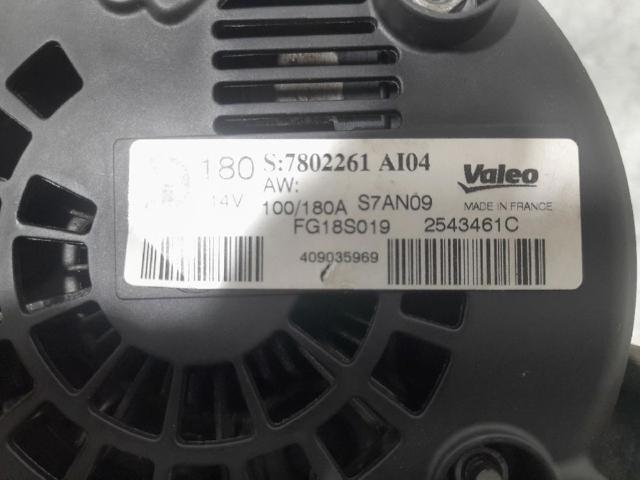 180 S:7802261 AI04 Valeo
AW:
14V 100/180A S7AN09 MADE IN FRANCE
FG18S019 2543461C
409035969